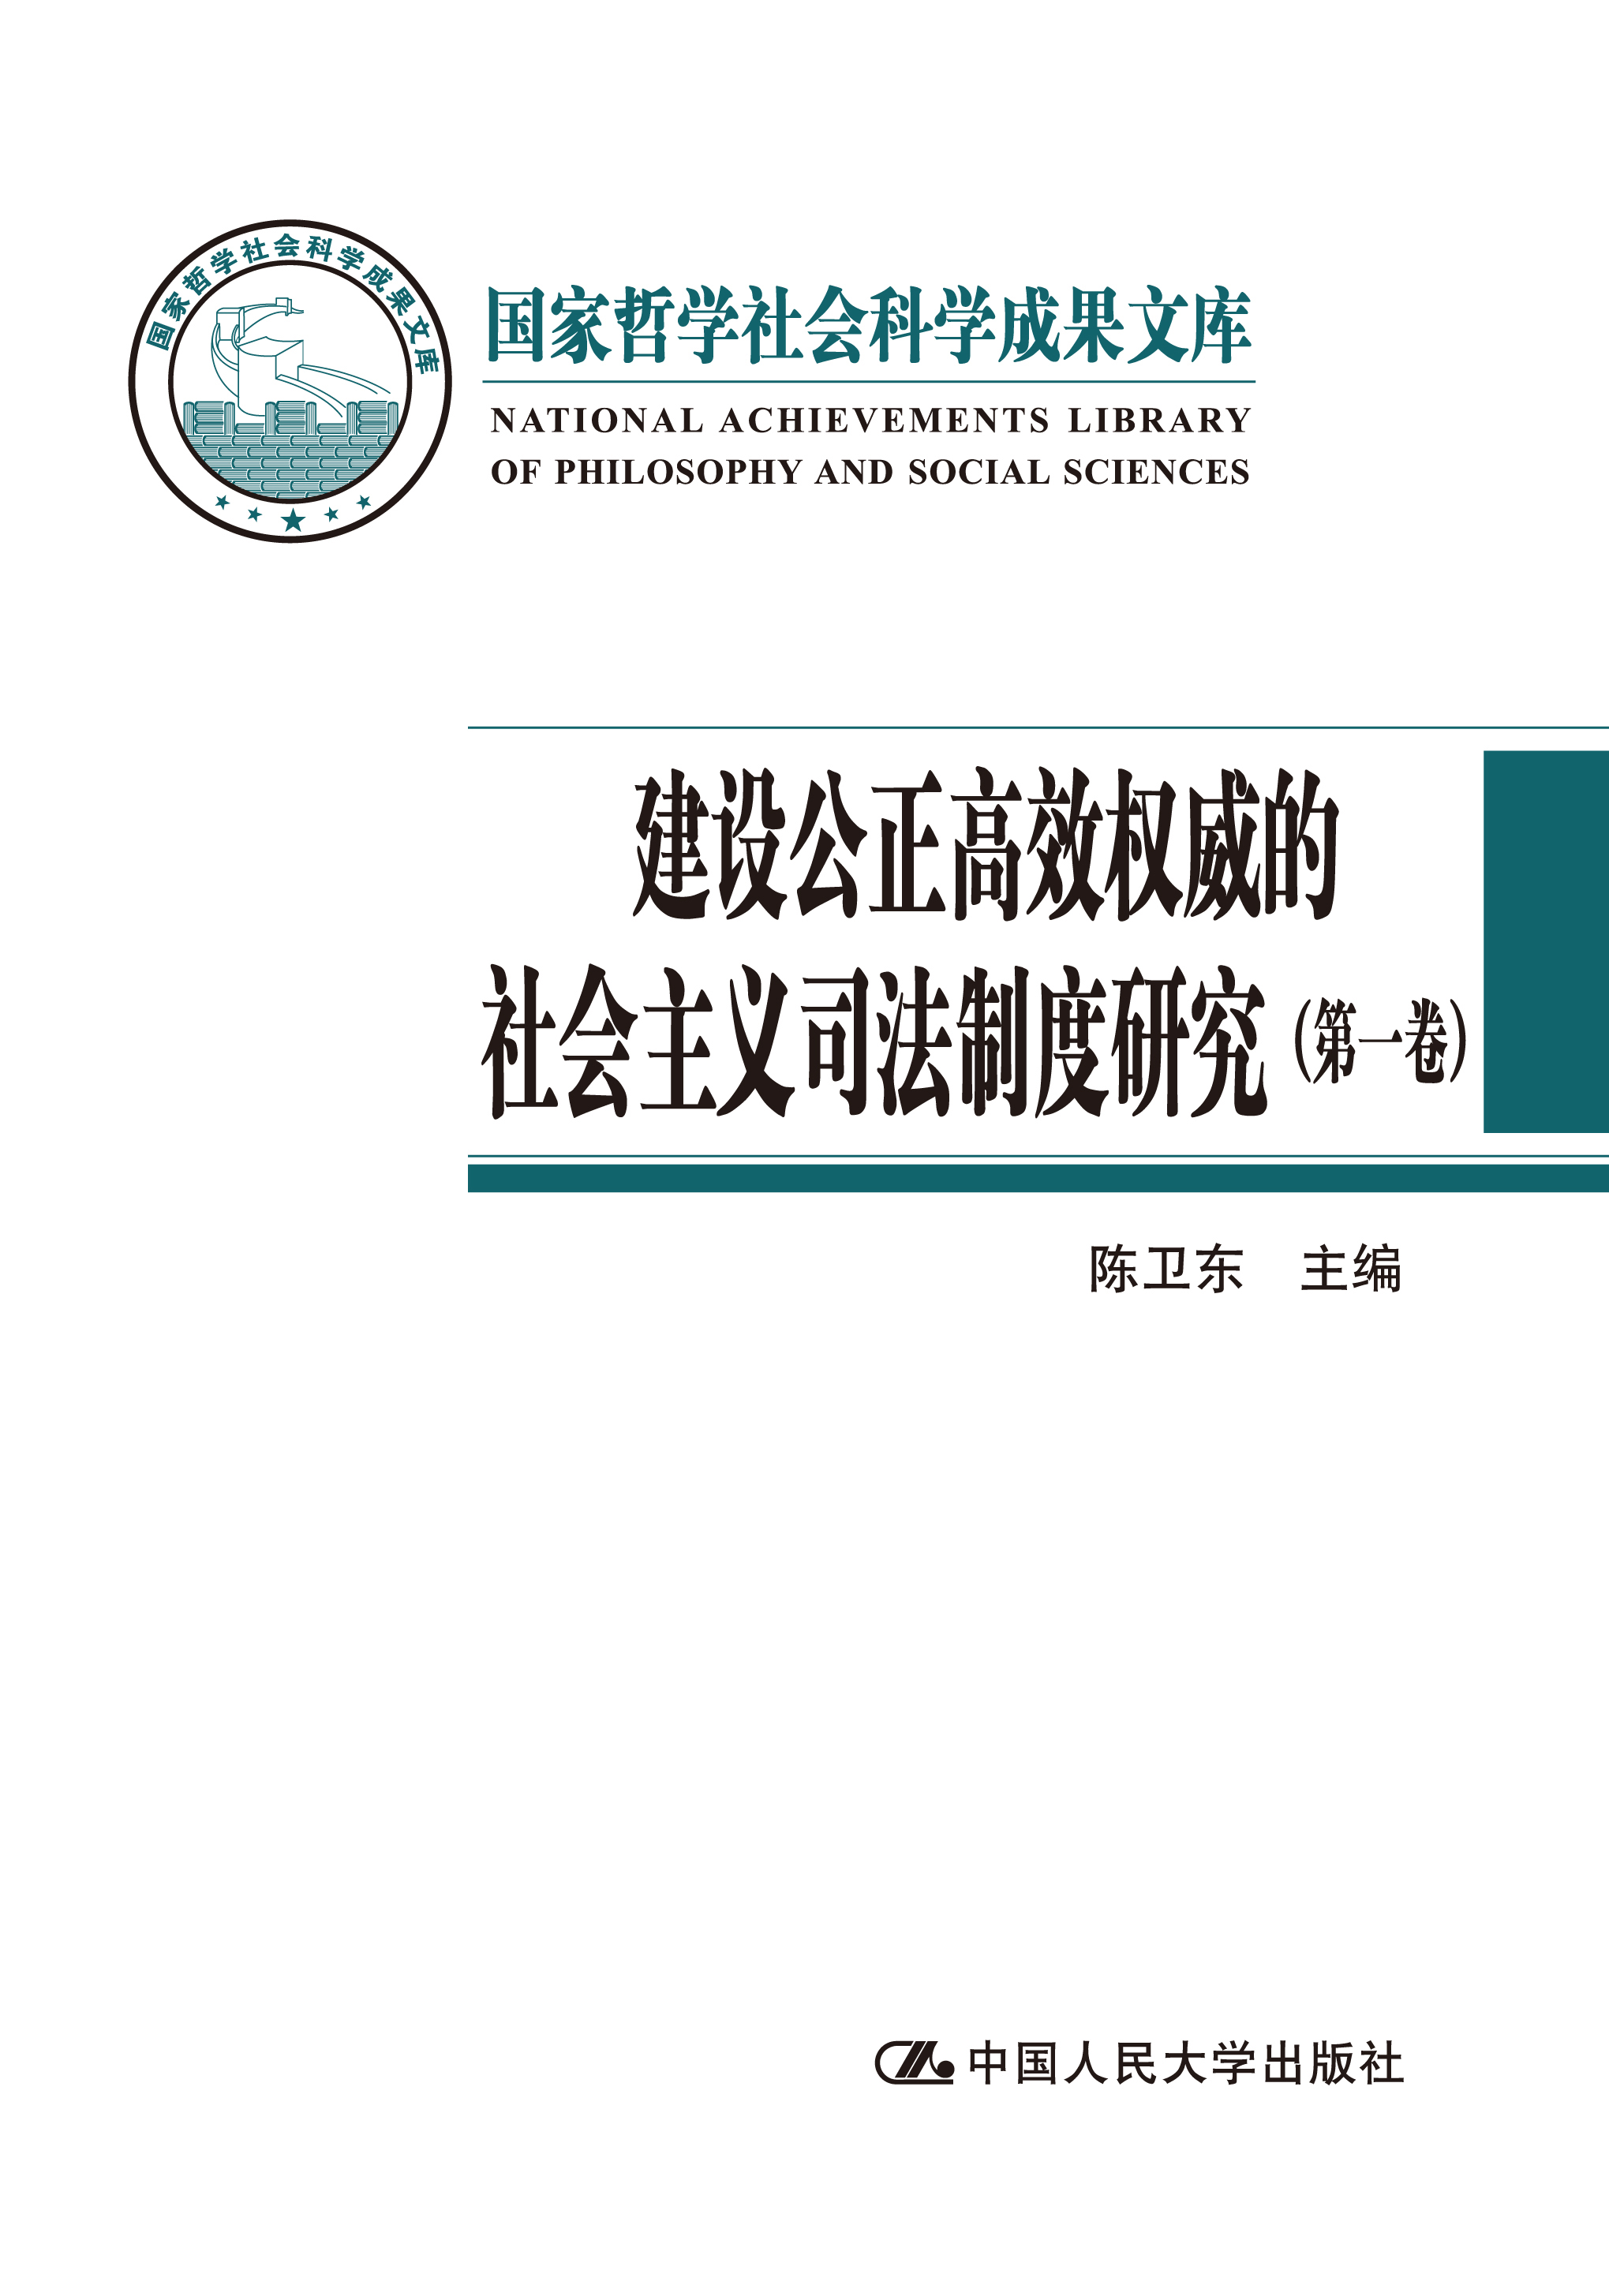 国家哲学社会科学成果文库
国家哲学社会科学成果文库
NATIONAL ACHIEVEMENTS LIBRARY
OF PHILOSOPHY AND SOCIAL SCIENCES
建设公正高效权威的
社会主义司法制度研究（第一卷）
陈卫东 主编
中国人民大学出版社